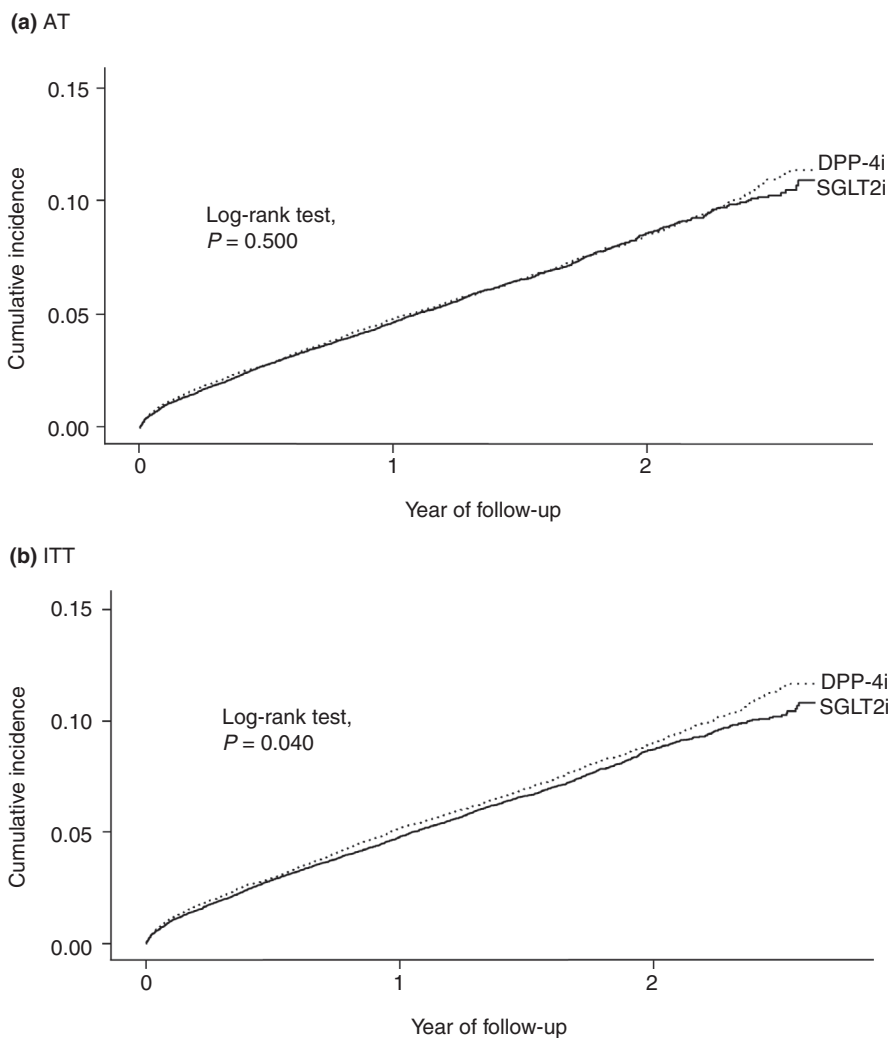 (a) AT
0.15
0.10
0.05
0.00
Cumulative incidence
Log-rank test,
P = 0.500
DPP-4i
SGLT2i
0 1 2
Year of follow-up
(b) ITT
0.15
0.10
0.05
0.00
Cumulative incidence
Log-rank test,
P = 0.040
DPP-4i
SGLT2i
0 1 2
Year of follow-up